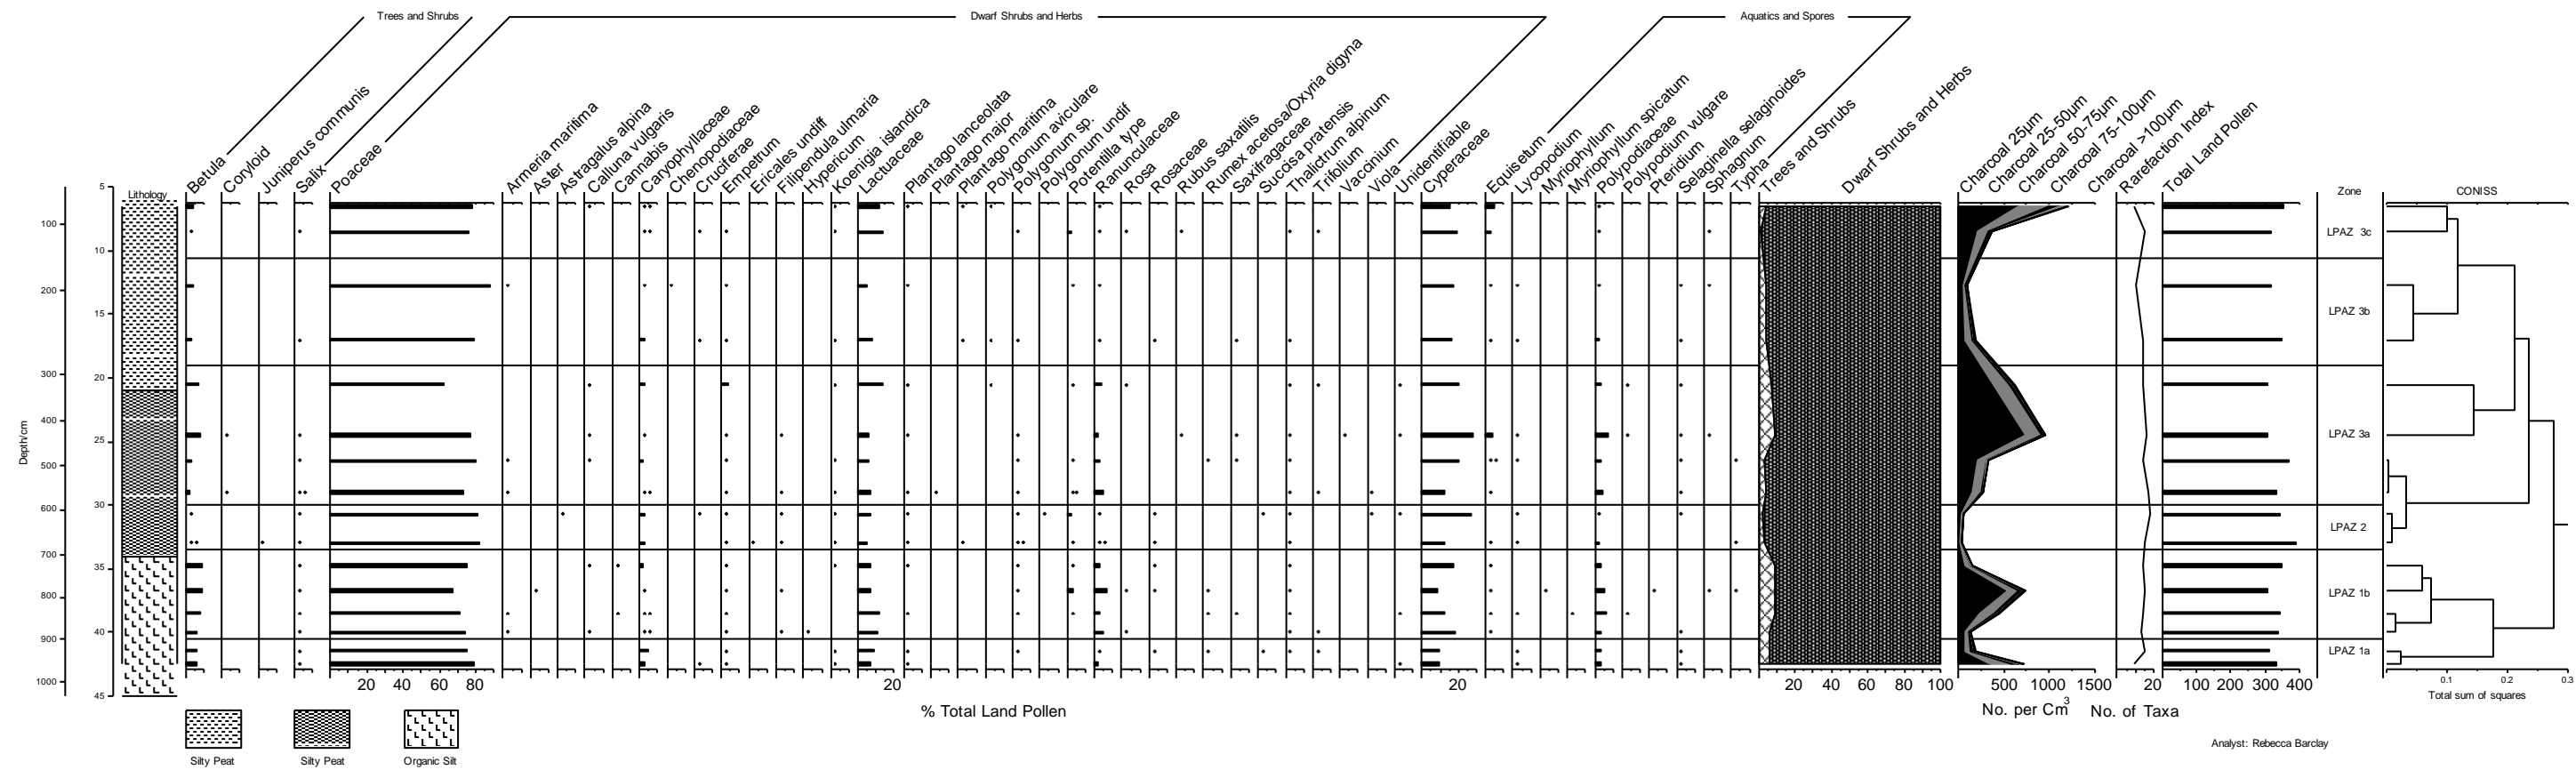 Trees and Shrubs
Dwarf Shrubs and Herbs
Aquatics and Spores
Depth/cm
100
200
300
400
500
600
700
800
900
1000
5
10
15
20
25
30
35
40
45
Lithology
Betula
Coryloid
Juniperus communis
Salix
Poaceae
Armeria maritima
Aster
Astragalus alpina
Calluna vulgaris
Cannabis
Caryophyllaceae
Chenopodiaceae
Cruciferae
Empetrum
Ericales undiff
Filipendula ulmaria
Hypericum
Koenigia islandica
Lactuaceae
Plantago lanceolata
Plantago major
Plantago maritima
Polygonum aviculare
Polygonum sp.
Polygonum undif
Potentilla type
Ranunculaceae
Rosa
Rosaceae
Rubus saxatilis
Rumex acetosa/Oxyria digyna
Saxifragaceae
Succisa pratensis
Thalictrum alpinum
Trifolium
Vaccinium
Viola
Unidentifiable
Cyperaceae
Equisetum
Lycopodium
Myriophyllum
Myriophyllum spicatum
Polypodiaceae
Polypodium vulgare
Pteridium
Selaginella selaginoides
Sphagnum
Typha
Trees and Shrubs
Dwarf Shrubs and Herbs
Charcoal 25µm
Charcoal 25-50µm
Charcoal 50-75µm
Charcoal 75-100µm
Charcoal >100µm
Rarefaction Index
Total Land Pollen
Zone
CONISS
LPAZ 3c
LPAZ 3b
LPAZ 3a
LPAZ 2
LPAZ 1b
LPAZ 1a
20 40 60 80
20
20
20 40 60 80 100
500 1000 1500
20
100 200 300 400
0.1 0.2 0.3
Total sum of squares
% Total Land Pollen
No. per Cm3
No. of Taxa
Analyst: Rebecca Barclay
Silty Peat
Silty Peat
Organic Silt